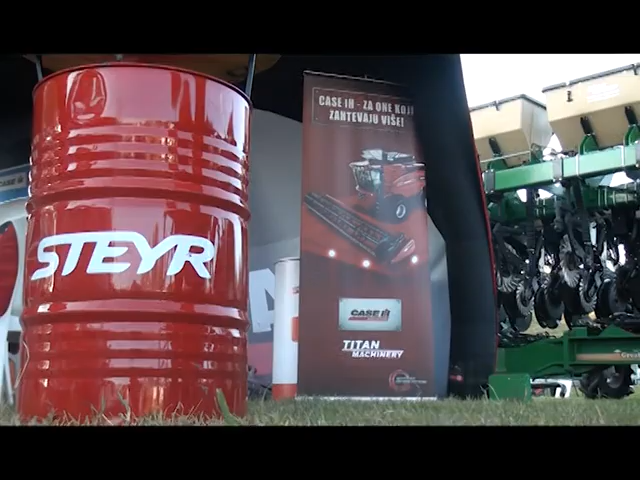 STEYR
CASE IH - ZA ONE KOJI
ZAHTEVAJU VIŠE!
CASE IH
TITAN
MACHINERY